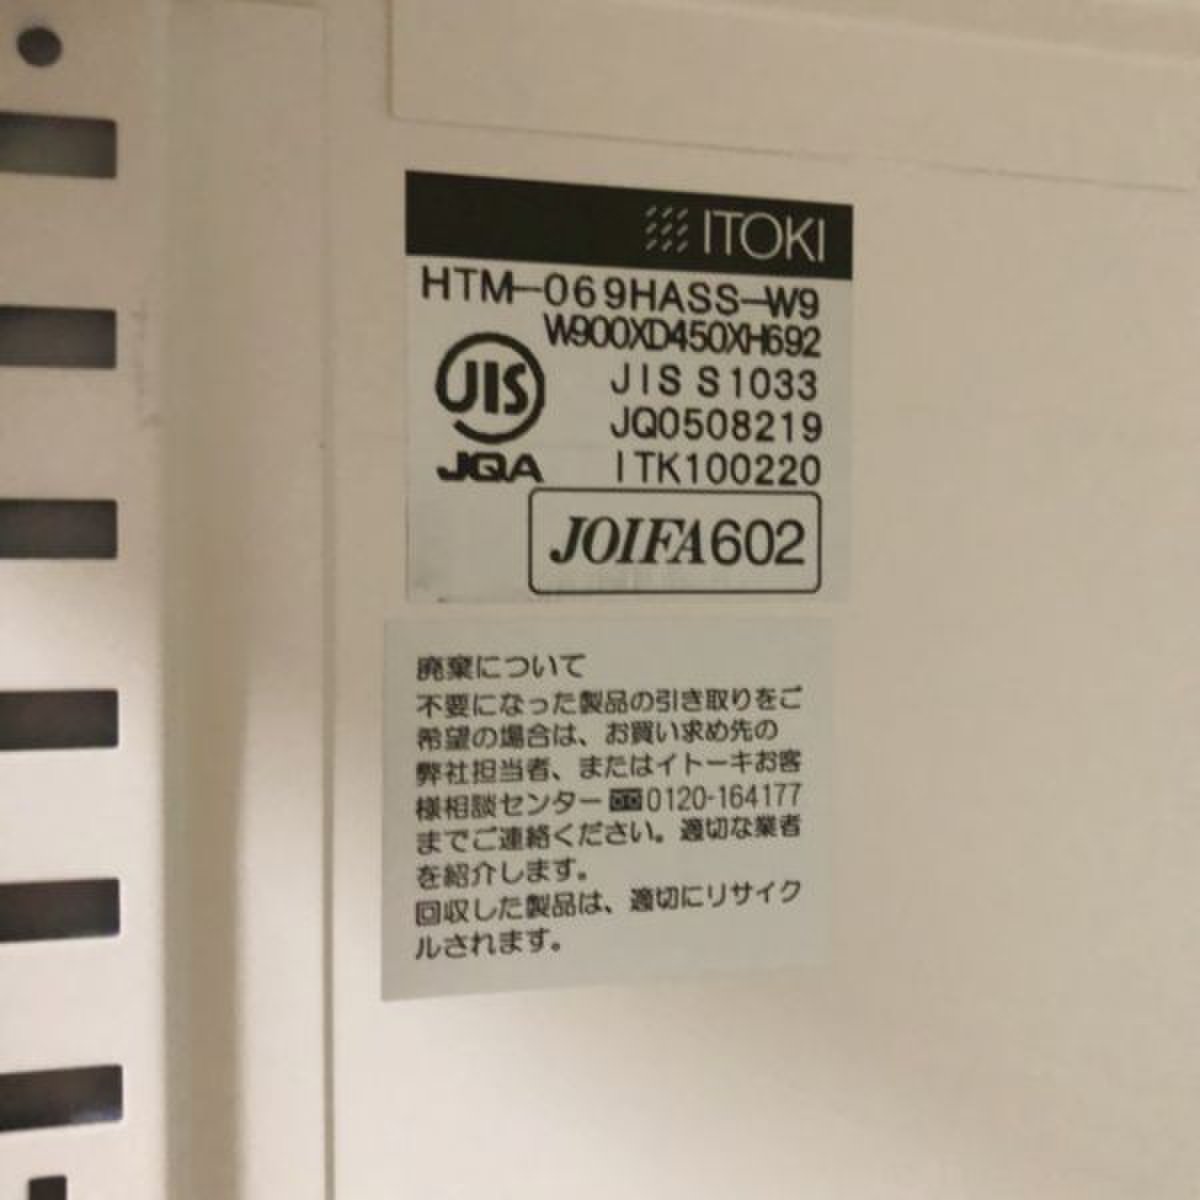 ITOKI
HTM-069HASS-W9
W900XD450XH692
JIS S1033
JIS
JQ0508219
JQA
ITK100220
JOIFA602
廃棄について
不要になった製品の引き取りをご
希望の場合は、お買い求め先の
弊社担当者、またはイトーキお客
様相談センター 0120-164177
までご連絡ください。適切な業者
を紹介します。
回収した製品は、適切にリサイク
ルされます。